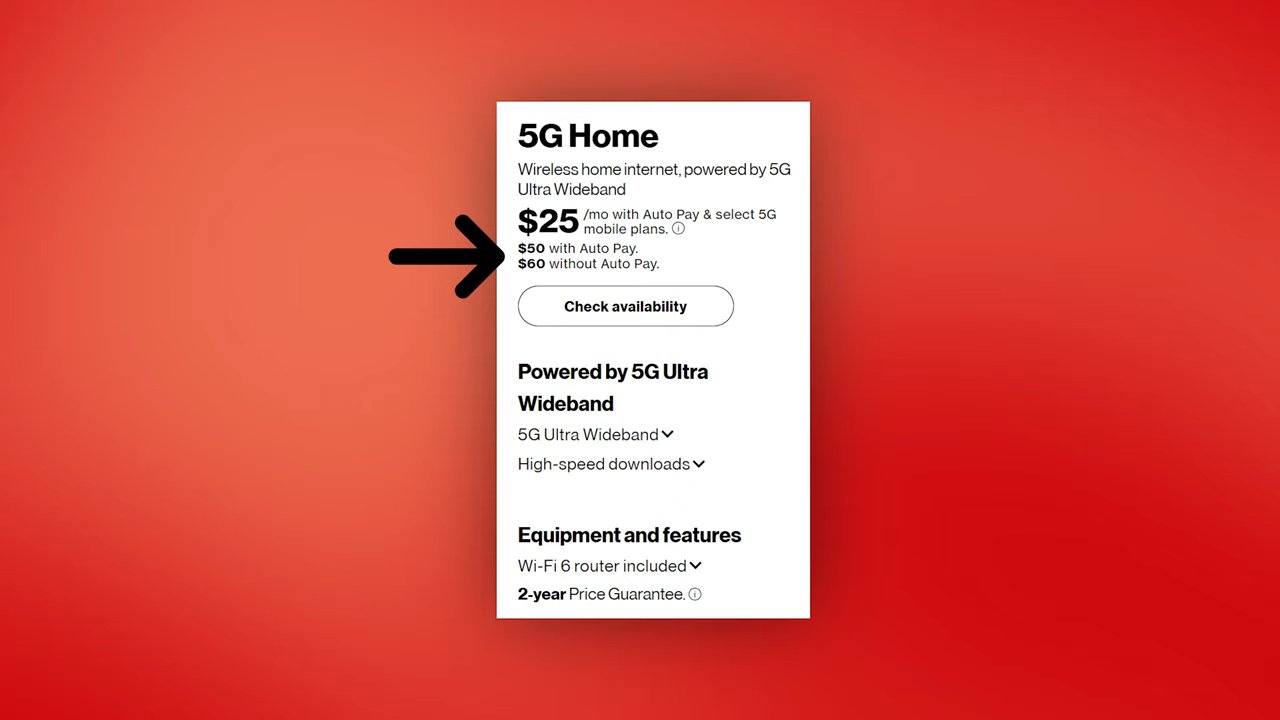 5G Home
Wireless home internet, powered by 5G
Ultra Wideband
$25 /mo with Auto Pay & select 5G
mobile plans. ⓘ
$50 with Auto Pay.
$60 without Auto Pay.
Check availability
Powered by 5G Ultra
Wideband
5G Ultra Wideband
High-speed downloads
Equipment and features
Wi-Fi 6 router included
2-year Price Guarantee. ⓘ